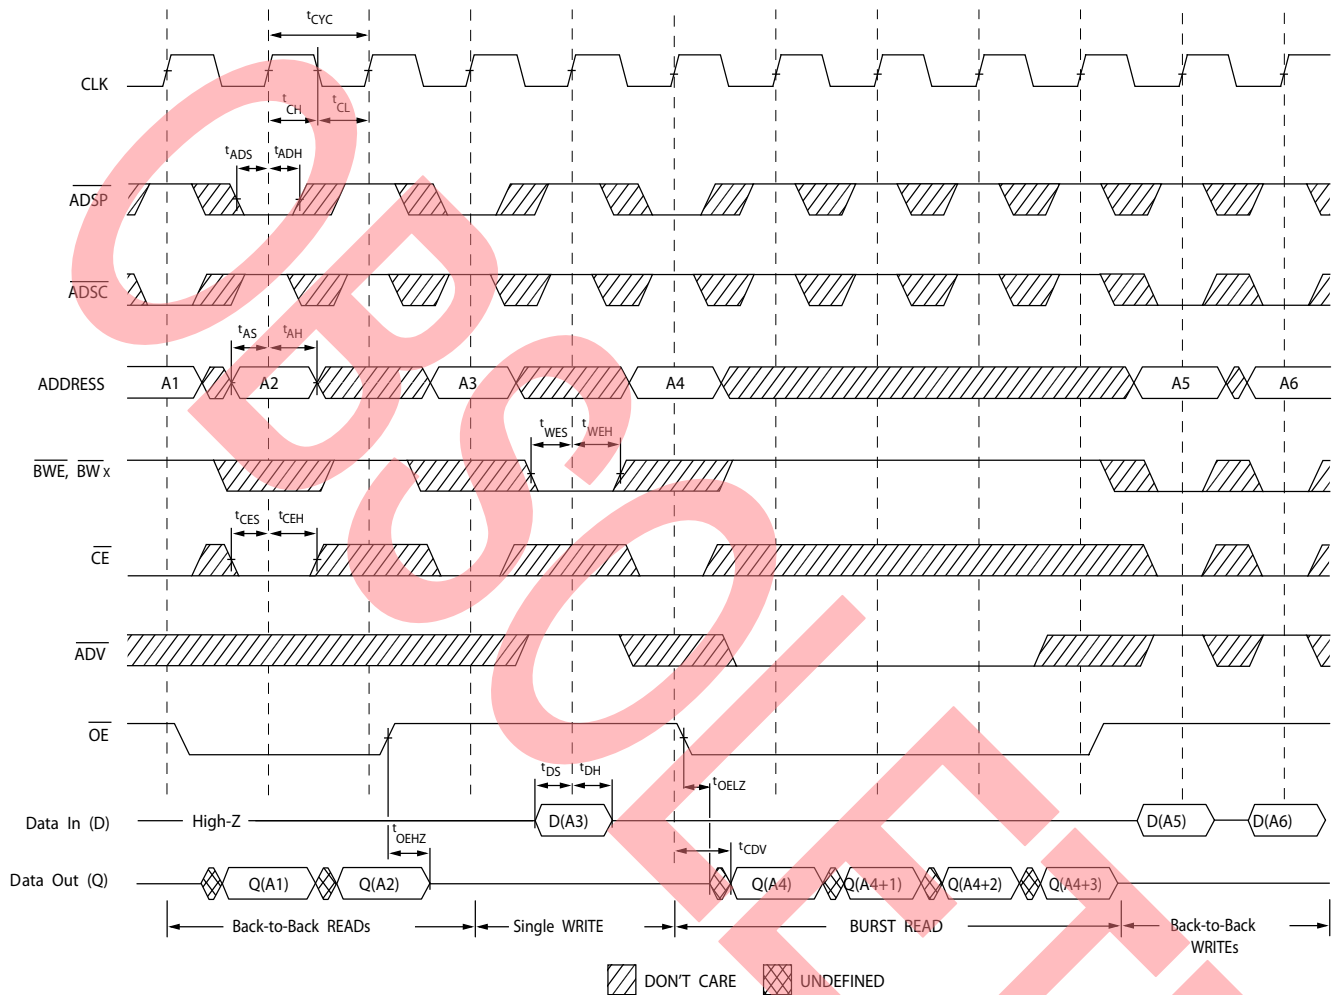 tCYC
CLK
tCH
tCL
tADS
tADH
ADSP
ADSC
tAS
tAH
ADDRESS
A1
A2
A3
A4
A5
A6
tWES
tWEH
BWE, BW x
tCES
tCEH
CE
ADV
OE
tDS
tDH
tOELZ
Data In (D)
High-Z
D(A3)
D(A5)
D(A6)
tOEHZ
tCDV
Data Out (Q)
Q(A1)
Q(A2)
Q(A4)
Q(A4+1)
Q(A4+2)
Q(A4+3)
Back-to-Back READs
Single WRITE
BURST READ
Back-to-Back
WRITEs
DON'T CARE
UNDEFINED
OBSOLET